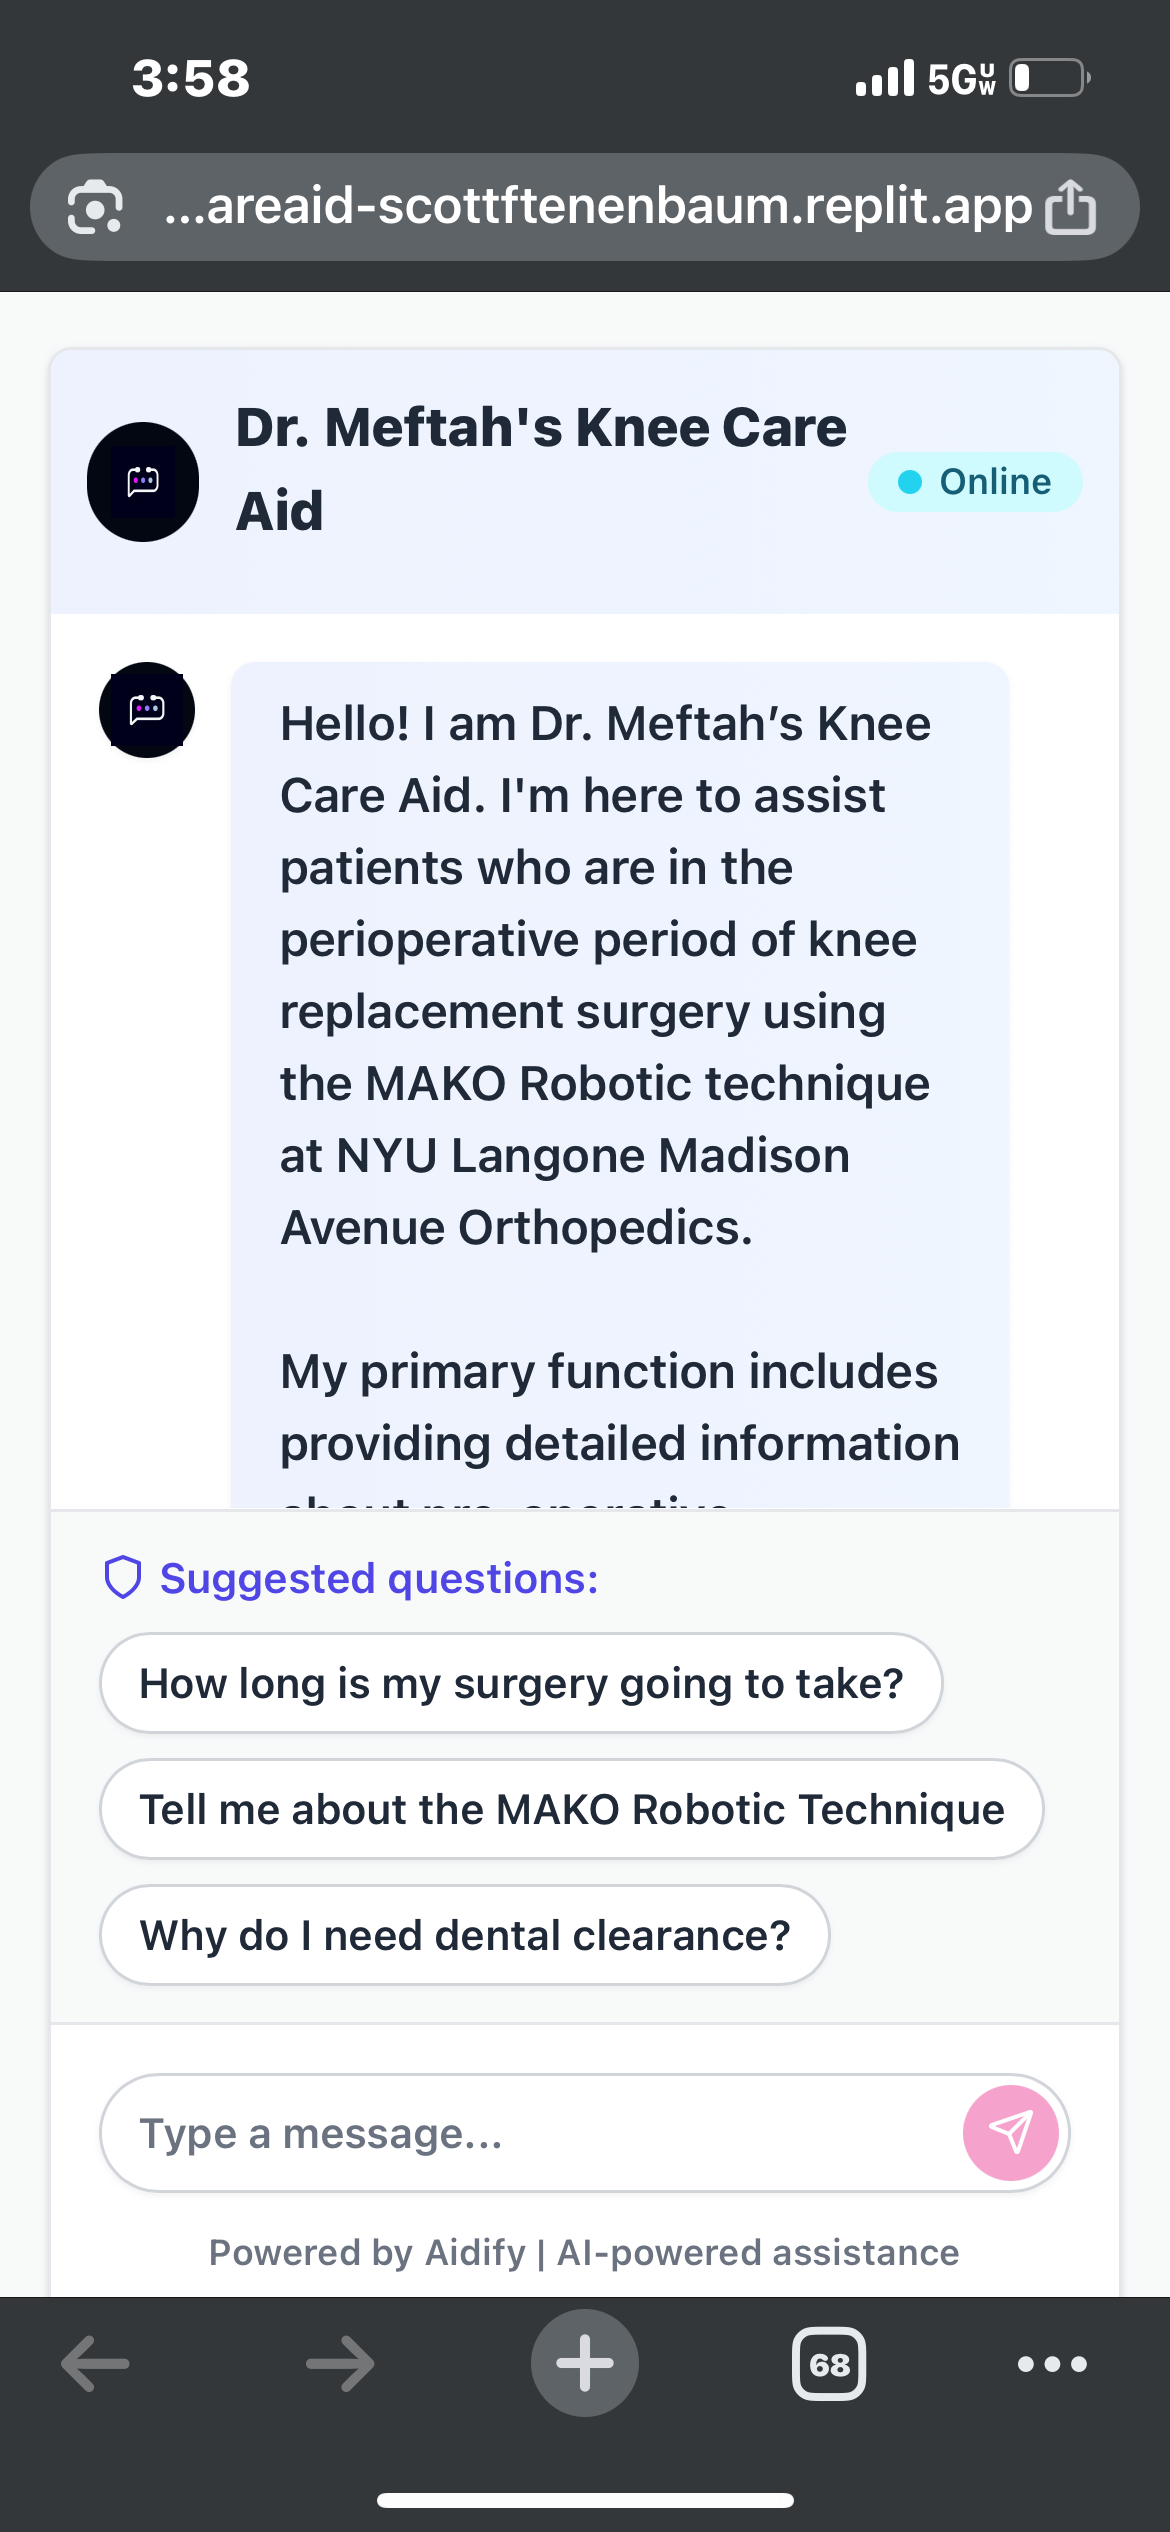 3:58
5G UW
...areaid-scottftenenbaum.replit.app
Dr. Meftah's Knee Care
Aid
Online
Hello! I am Dr. Meftah’s Knee
Care Aid. I'm here to assist
patients who are in the
perioperative period of knee
replacement surgery using
the MAKO Robotic technique
at NYU Langone Madison
Avenue Orthopedics.
My primary function includes
providing detailed information
about pre-operative
Suggested questions:
How long is my surgery going to take?
Tell me about the MAKO Robotic Technique
Why do I need dental clearance?
Type a message...
Powered by Aidify | AI-powered assistance
68